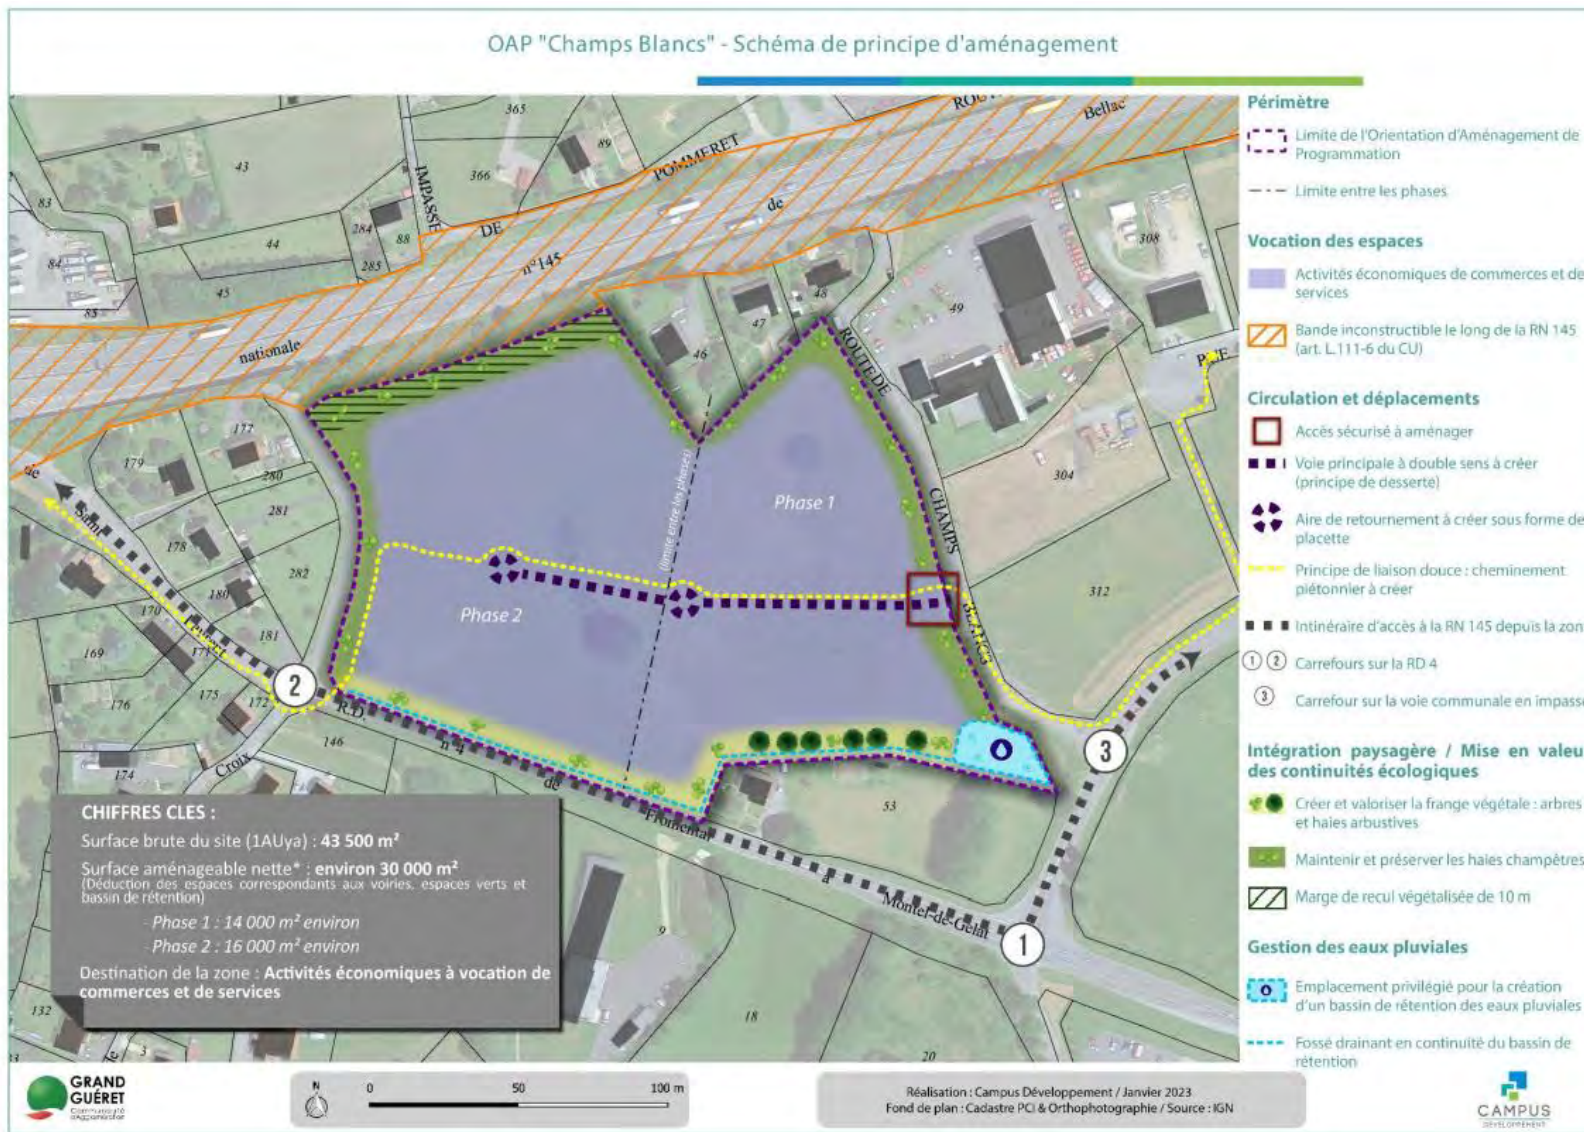 OAP "Champs Blancs" - Schéma de principe d'aménagement
Périmètre
Limite de l'Orientation d'Aménagement de
Programmation
Limite entre les phases
Vocation des espaces
Activités économiques de commerces et de
services
Bande inconstructible le long de la RN 145
(art. L.111-6 du CU)
Circulation et déplacements
Accès sécurisé à aménager
Voie principale à double sens à créer
(principe de desserte)
Aire de retournement à créer sous forme de
placette
Principe de liaison douce : cheminement
piétonnier à créer
Intinéraire d'accès à la RN 145 depuis la zon
1 2 Carrefours sur la RD 4
3 Carrefour sur la voie communale en impasse
Intégration paysagère / Mise en valeu
des continuités écologiques
Créer et valoriser la frange végétale : arbres
et haies arbustives
Maintenir et préserver les haies champêtres
Marge de recul végétalisée de 10 m
Gestion des eaux pluviales
Emplacement privilégié pour la création
d'un bassin de rétention des eaux pluviales
Fossé drainant en continuité du bassin de
rétention
365
43
366
89
83
IMPASSE
DE
POMMERET
Bellac
de
284
88
285
44
45
84
85
n°145
nationale
308
48
47
46
49
ROUTE DE
CHAMPS
177
179
280
281
178
282
180
181
170
169
171
175
176
172
174
146
304
312
Phase 1
(limite entre les phases)
Phase 2
de
Saint
2
3
1
R.D.
n°4
de
Fromental
à
Montel-de-Gelat
Croix
53
9
18
20
132
3
CHIFFRES CLES :
Surface brute du site (1AUya) : 43 500 m²
Surface aménageable nette* : environ 30 000 m²
(Déduction des espaces correspondants aux voiries, espaces verts et
bassin de rétention)
- Phase 1 : 14 000 m² environ
- Phase 2 : 16 000 m² environ
Destination de la zone : Activités économiques à vocation de
commerces et de services
GRAND
GUÉRET
Communauté
d'Agglomération
N
0 50 100 m
Réalisation : Campus Développement / Janvier 2023
Fond de plan : Cadastre PCI & Orthophotographie / Source : IGN
CAMPUS
DÉVELOPPEMENT